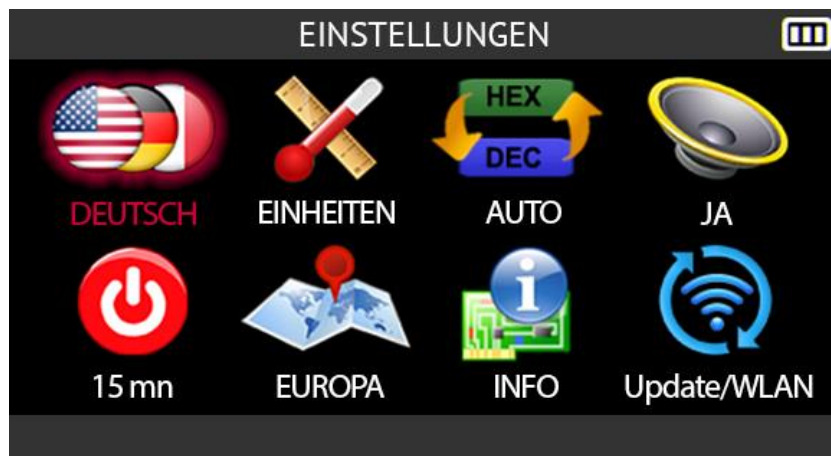 EINSTELLUNGEN
HEX
DEC
DEUTSCH EINHEITEN AUTO JA
15 mn EUROPA INFO Update/WLAN